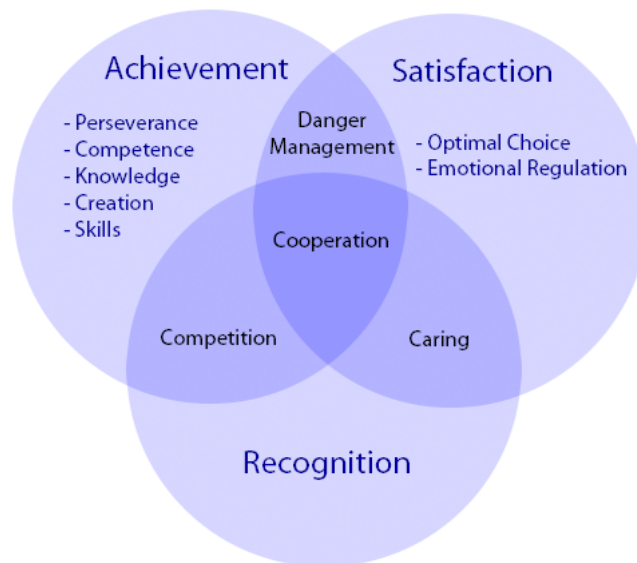 Achievement
- Perseverance
- Competence
- Knowledge
- Creation
- Skills
Satisfaction
- Optimal Choice
- Emotional Regulation
Danger
Management
Cooperation
Competition
Caring
Recognition